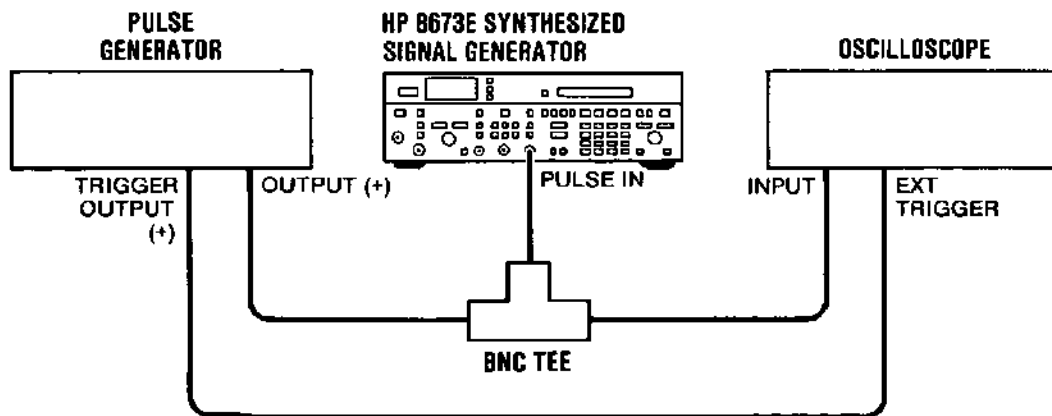 PULSE
GENERATOR
HP 8673E SYNTHESIZED
SIGNAL GENERATOR
OSCILLOSCOPE
TRIGGER
OUTPUT
(+)
OUTPUT (+)
PULSE IN
INPUT
EXT
TRIGGER
BNC TEE